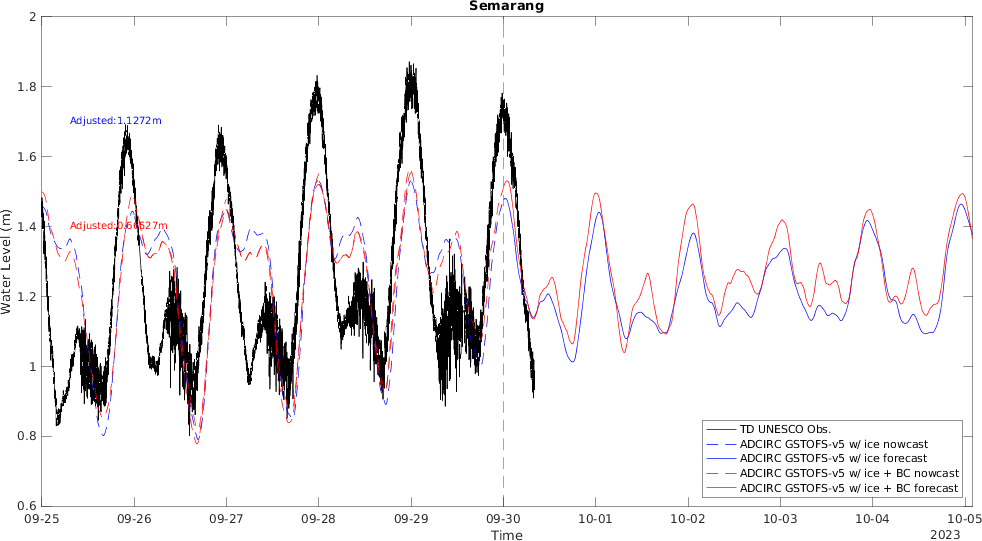 Semarang
2
1.8
1.6
1.4
1.2
1
0.8
0.6
Water Level (m)
Adjusted:1.1272m
09-25
09-26
09-27
09-28
09-29
09-30
10-01
10-02
10-03
10-04
10-05
Time
2023
TD UNESCO Obs.
ADCIRC GSTOFS-v5 w/ ice nowcast
ADCIRC GSTOFS-v5 w/ ice forecast
ADCIRC GSTOFS-v5 w/ ice + BC nowcast
ADCIRC GSTOFS-v5 w/ ice + BC forecast